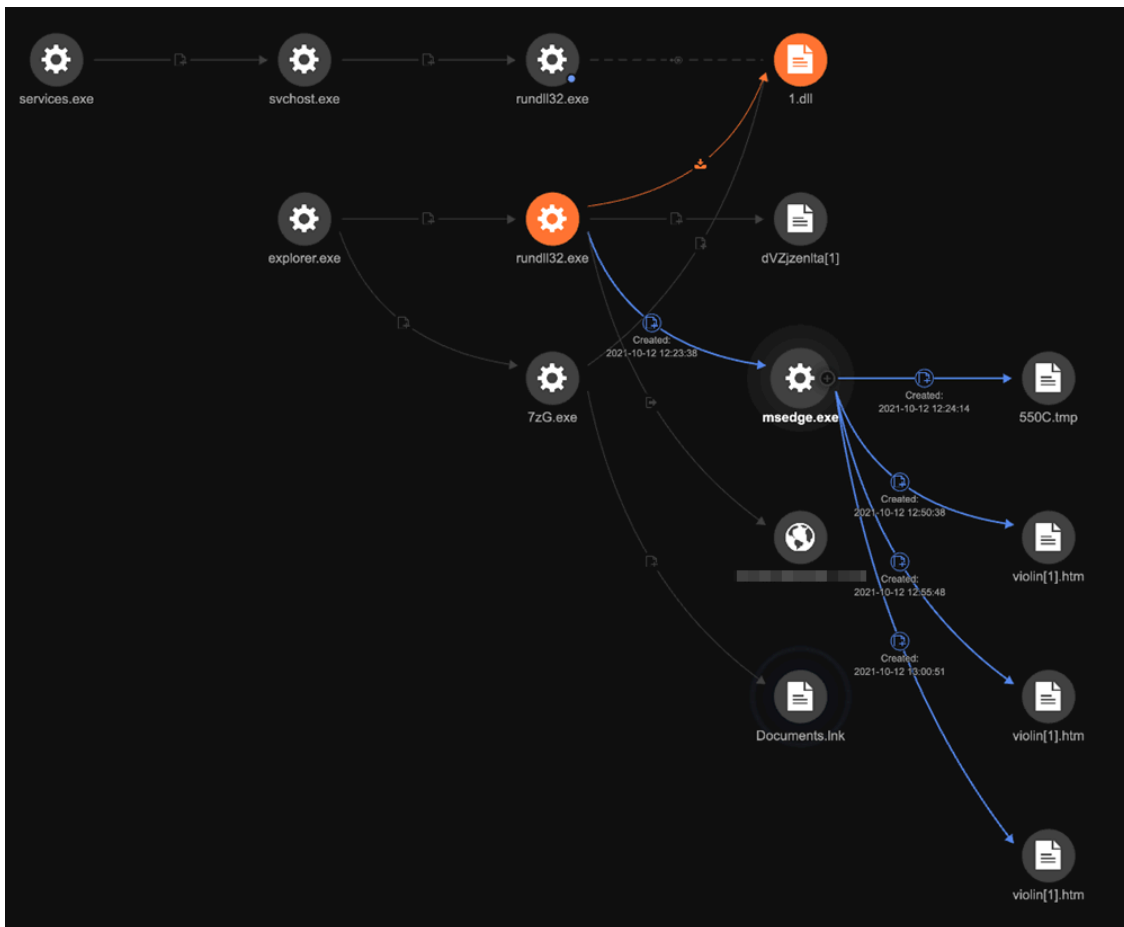 services.exe
svchost.exe
rundll32.exe
1.dll
explorer.exe
rundll32.exe
dVZjzenlta[1]
Created:
2021-10-12 12:23:38
7zG.exe
msedge.exe
Created:
2021-10-12 12:24:14
550C.tmp
Created:
2021-10-12 12:50:38
violin[1].htm
Created:
2021-10-12 12:55:48
Created:
2021-10-12 13:00:51
Documents.lnk
violin[1].htm
violin[1].htm